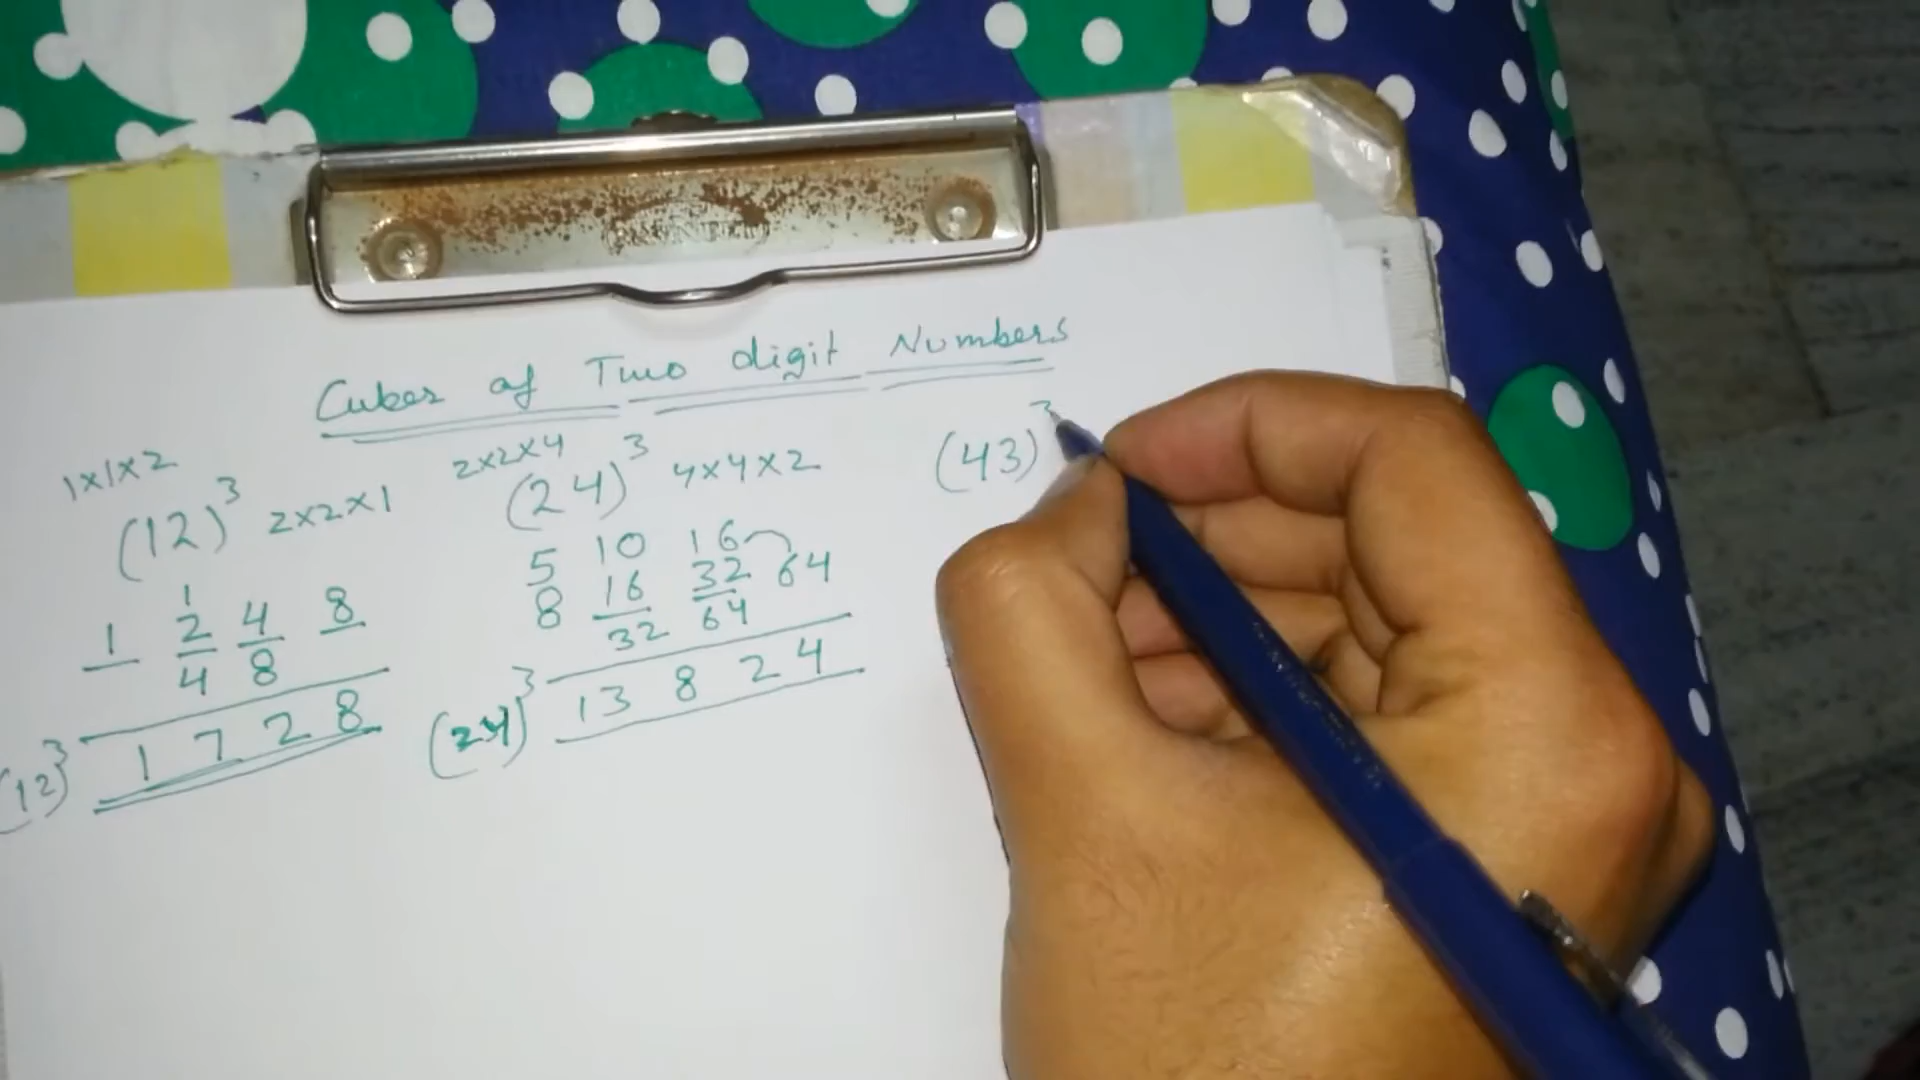 Cubes of Two digit Numbers
1x1x2
(12)³ 2x2x1
1
1 2 4 8
4 8
(12)³ 1 7 2 8
2x2x4
(24)³ 4x4x2
5 10 16
8 16 32 64
32 64
(24)³ 13 8 2 4
(43)³